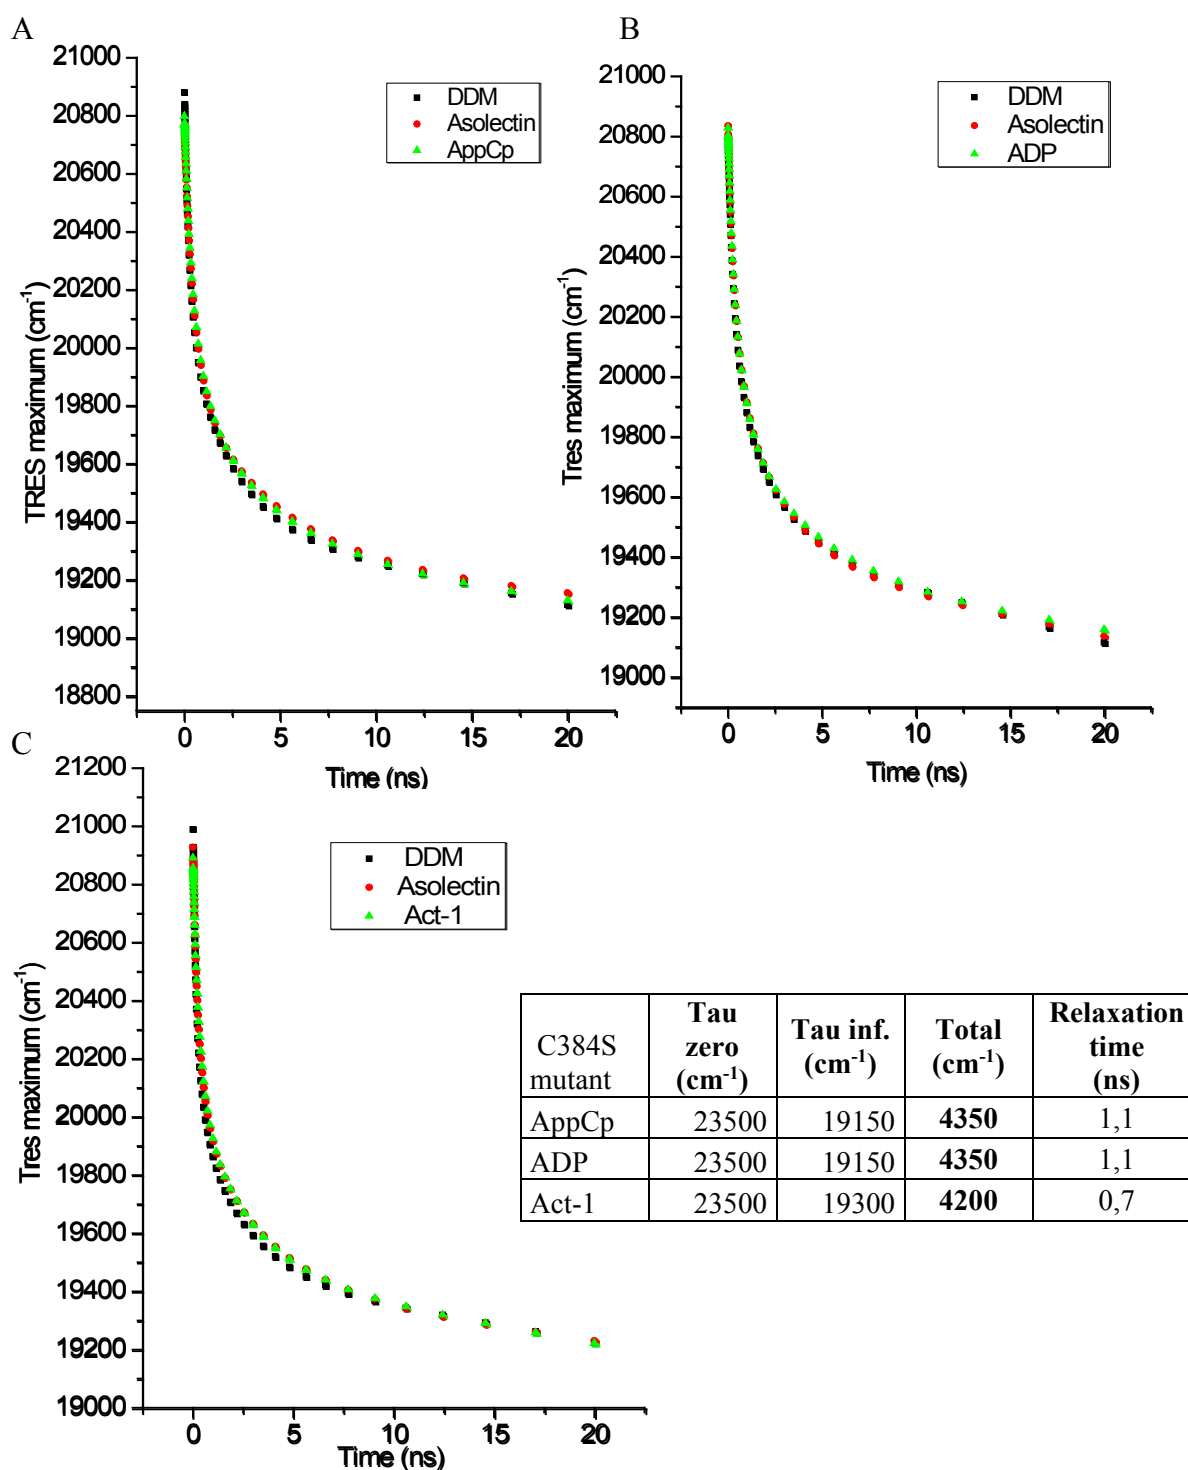 A
21000
20800
20600
20400
20200
20000
19800
19600
19400
19200
19000
18800
TRES maximum (cm-1)
DDM
Asolectin
AppCp
0 5 10 15 20
Time (ns)
B
21000
20800
20600
20400
20200
20000
19800
19600
19400
19200
19000
Tres maximum (cm-1)
DDM
Asolectin
ADP
0 5 10 15 20
Time (ns)
C
21200
21000
20800
20600
20400
20200
20000
19800
19600
19400
19200
19000
Tres maximum (cm-1)
DDM
Asolectin
Act-1
0 5 10 15 20
Time (ns)
C384S mutant Tau zero (cm-1) Tau inf. (cm-1) Total (cm-1) Relaxation time (ns)
AppCp 23500 19150 4350 1,1
ADP 23500 19150 4350 1,1
Act-1 23500 19300 4200 0,7